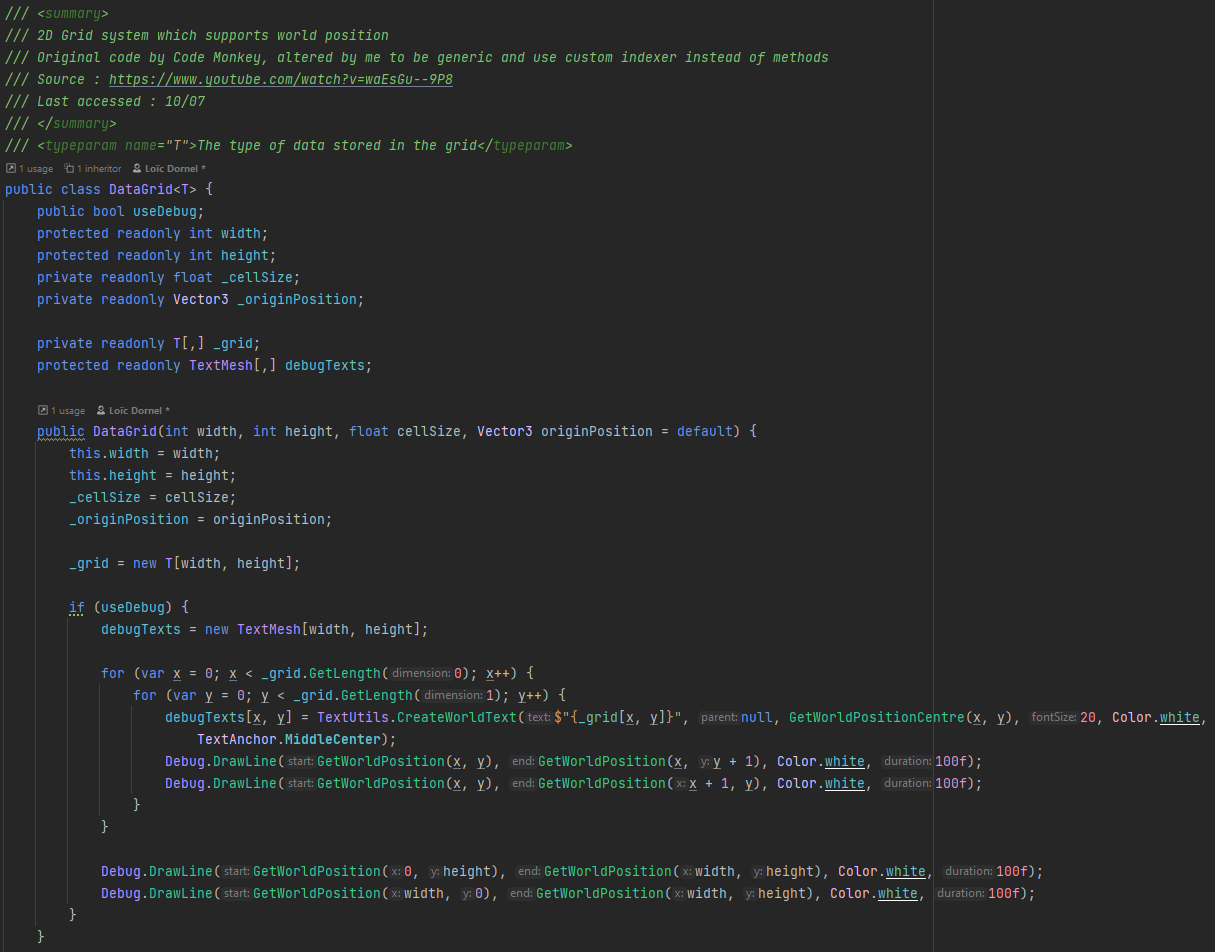 /// <summary>
/// 2D Grid system which supports world position
/// Original code by Code Monkey, altered by me to be generic and use custom indexer instead of methods
/// Source : https://www.youtube.com/watch?v=waEsGu--9P8
/// Last accessed : 10/07
/// </summary>
/// <typeparam name="T">The type of data stored in the grid</typeparam>
1 usage 1 inheritor Loïc Dornel *
public class DataGrid<T> {
    public bool useDebug;
    protected readonly int width;
    protected readonly int height;
    private readonly float _cellSize;
    private readonly Vector3 _originPosition;

    private readonly T[,] _grid;
    protected readonly TextMesh[,] debugTexts;

    1 usage Loïc Dornel *
    public DataGrid(int width, int height, float cellSize, Vector3 originPosition = default) {
        this.width = width;
        this.height = height;
        _cellSize = cellSize;
        _originPosition = originPosition;

        _grid = new T[width, height];

        if (useDebug) {
            debugTexts = new TextMesh[width, height];

            for (var x = 0; x < _grid.GetLength( dimension: 0); x++) {
                for (var y = 0; y < _grid.GetLength( dimension: 1); y++) {
                    debugTexts[x, y] = TextUtils.CreateWorldText( text: $"{_grid[x, y]}", parent: null, GetWorldPositionCentre(x, y), fontSize: 20, Color.white,
                        TextAnchor.MiddleCenter);
                    Debug.DrawLine( start: GetWorldPosition(x, y), end: GetWorldPosition(x, y: y + 1), Color.white, duration: 100f);
                    Debug.DrawLine( start: GetWorldPosition(x, y), end: GetWorldPosition( x: x + 1, y), Color.white, duration: 100f);
                }
            }

            Debug.DrawLine( start: GetWorldPosition( x: 0, y: height), end: GetWorldPosition( x: width, y: height), Color.white, duration: 100f);
            Debug.DrawLine( start: GetWorldPosition( x: width, y: 0), end: GetWorldPosition( x: width, y: height), Color.white, duration: 100f);
        }
    }